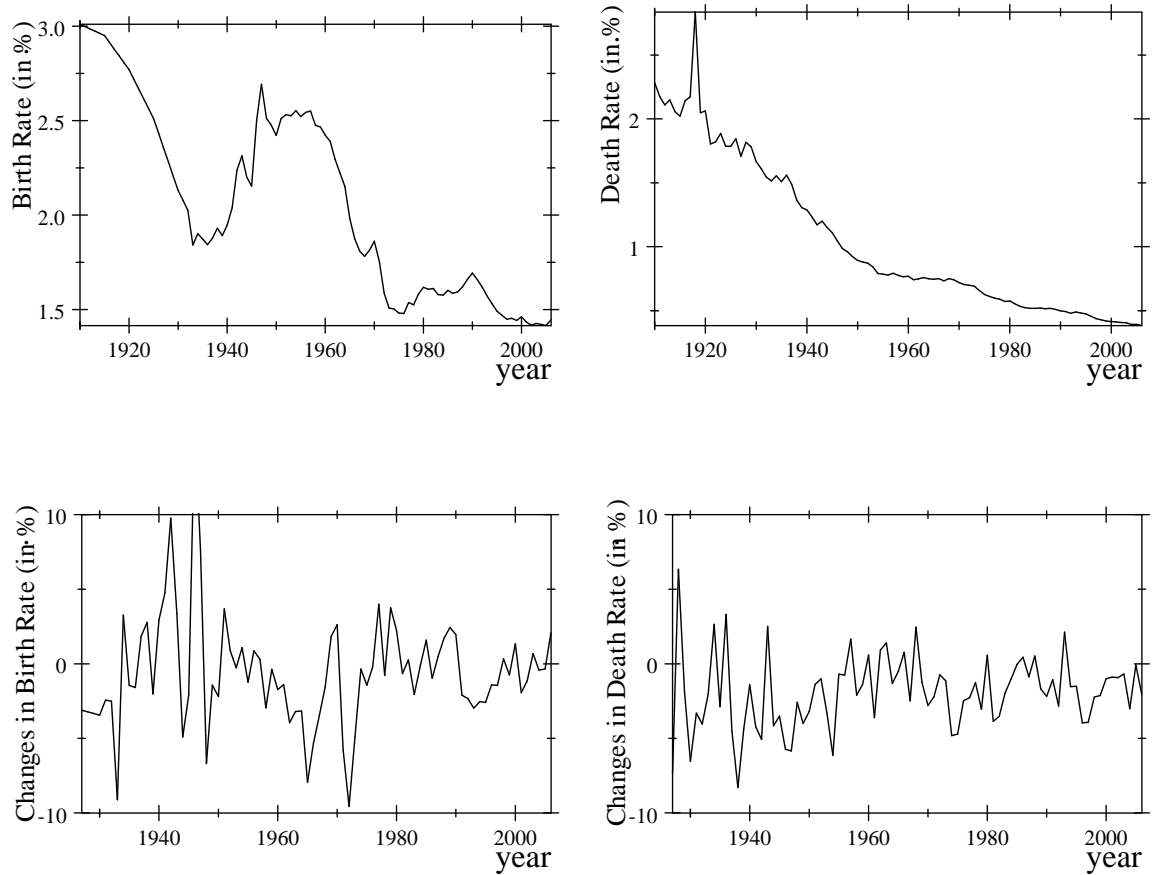 Birth Rate (in %)
3.0
2.5
2.0
1.5
1920 1940 1960 1980 2000
year
Death Rate (in %)
2
1
1920 1940 1960 1980 2000
year
Changes in Birth Rate (in %)
10
0
-10
1940 1960 1980 2000
year
Changes in Death Rate (in %)
10
0
-10
1940 1960 1980 2000
year